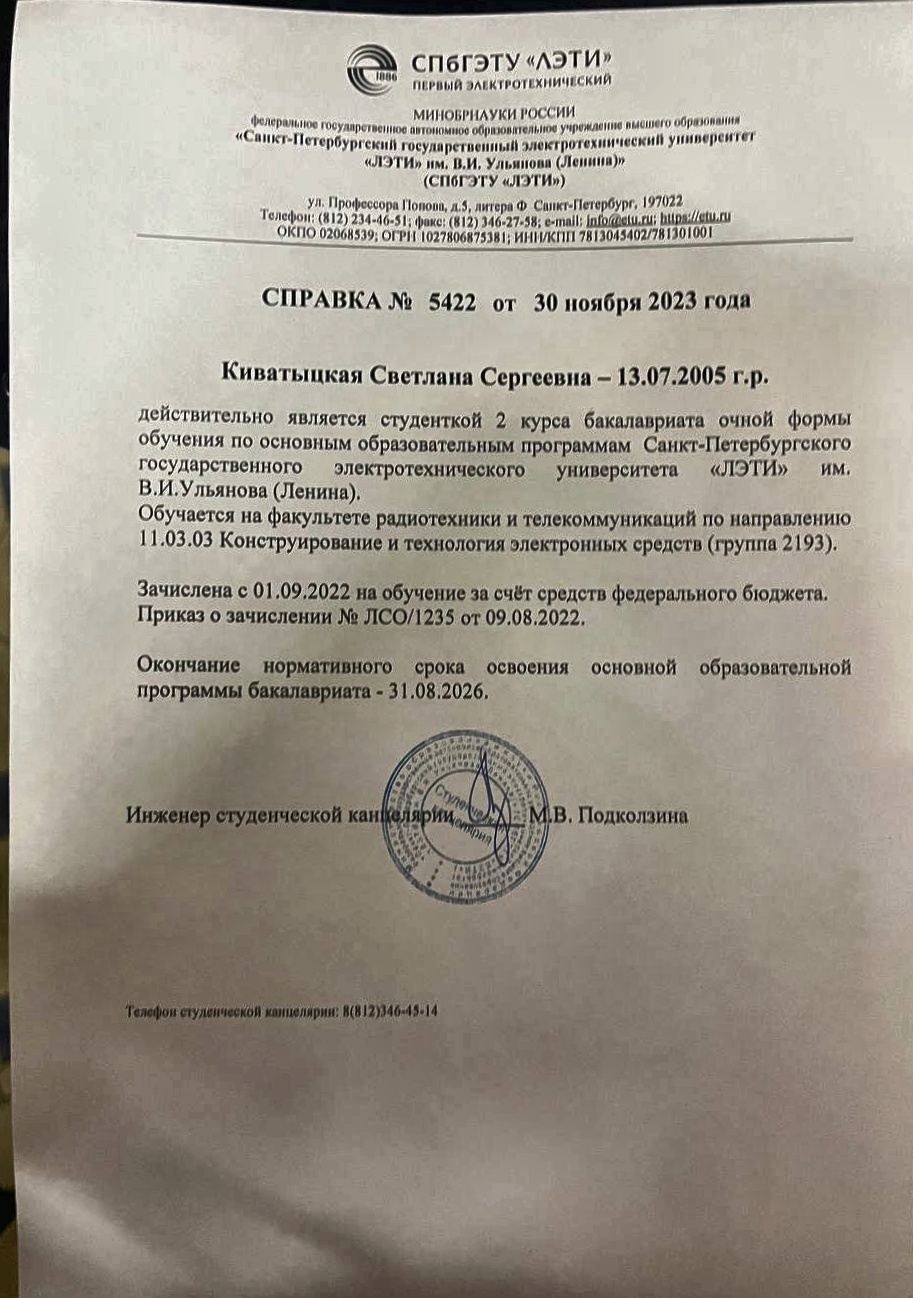 СПбГЭТУ «ЛЭТИ»
1886
ПЕРВЫЙ ЭЛЕКТРОТЕХНИЧЕСКИЙ
МИНОБРНАУКИ РОССИИ
федеральное государственное автономное образовательное учреждение высшего образования
«Санкт-Петербургский государственный электротехнический университет
«ЛЭТИ» им. В.И. Ульянова (Ленина)»
(СПбГЭТУ «ЛЭТИ»)
ул. Профессора Попова, д.5, литера Ф Санкт-Петербург, 197022
Телефон: (812) 234-46-51; факс: (812) 346-27-58; e-mail: info@etu.ru; https://etu.ru
ОКПО 02068539; ОГРН 1027806875381; ИНН/КПП 7813045402/781301001
СПРАВКА № 5422 от 30 ноября 2023 года
Киватыцкая Светлана Сергеевна – 13.07.2005 г.р.
действительно является студенткой 2 курса бакалавриата очной формы
обучения по основным образовательным программам Санкт-Петербургского
государственного электротехнического университета «ЛЭТИ» им.
В.И.Ульянова (Ленина).
Обучается на факультете радиотехники и телекоммуникаций по направлению
11.03.03 Конструирование и технология электронных средств (группа 2193).
Зачислена с 01.09.2022 на обучение за счёт средств федерального бюджета.
Приказ о зачислении № ЛСО/1235 от 09.08.2022.
Окончание нормативного срока освоения основной образовательной
программы бакалавриата - 31.08.2026.
Инженер студенческой канцелярии М.В. Подколзина
Телефон студенческой канцелярии: 8(812)346-45-14